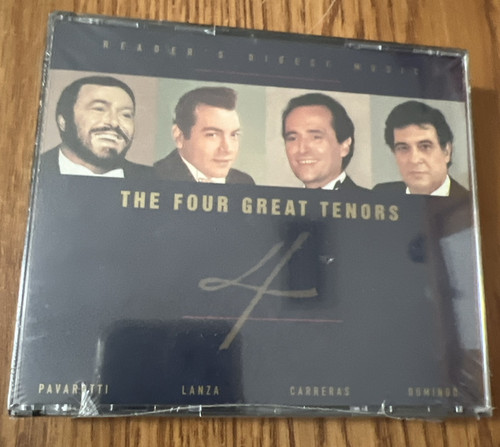 READER'S DIGEST MUSIC
THE FOUR GREAT TENORS
4
PAVAROTTI LANZA CARRERAS DOMINGO